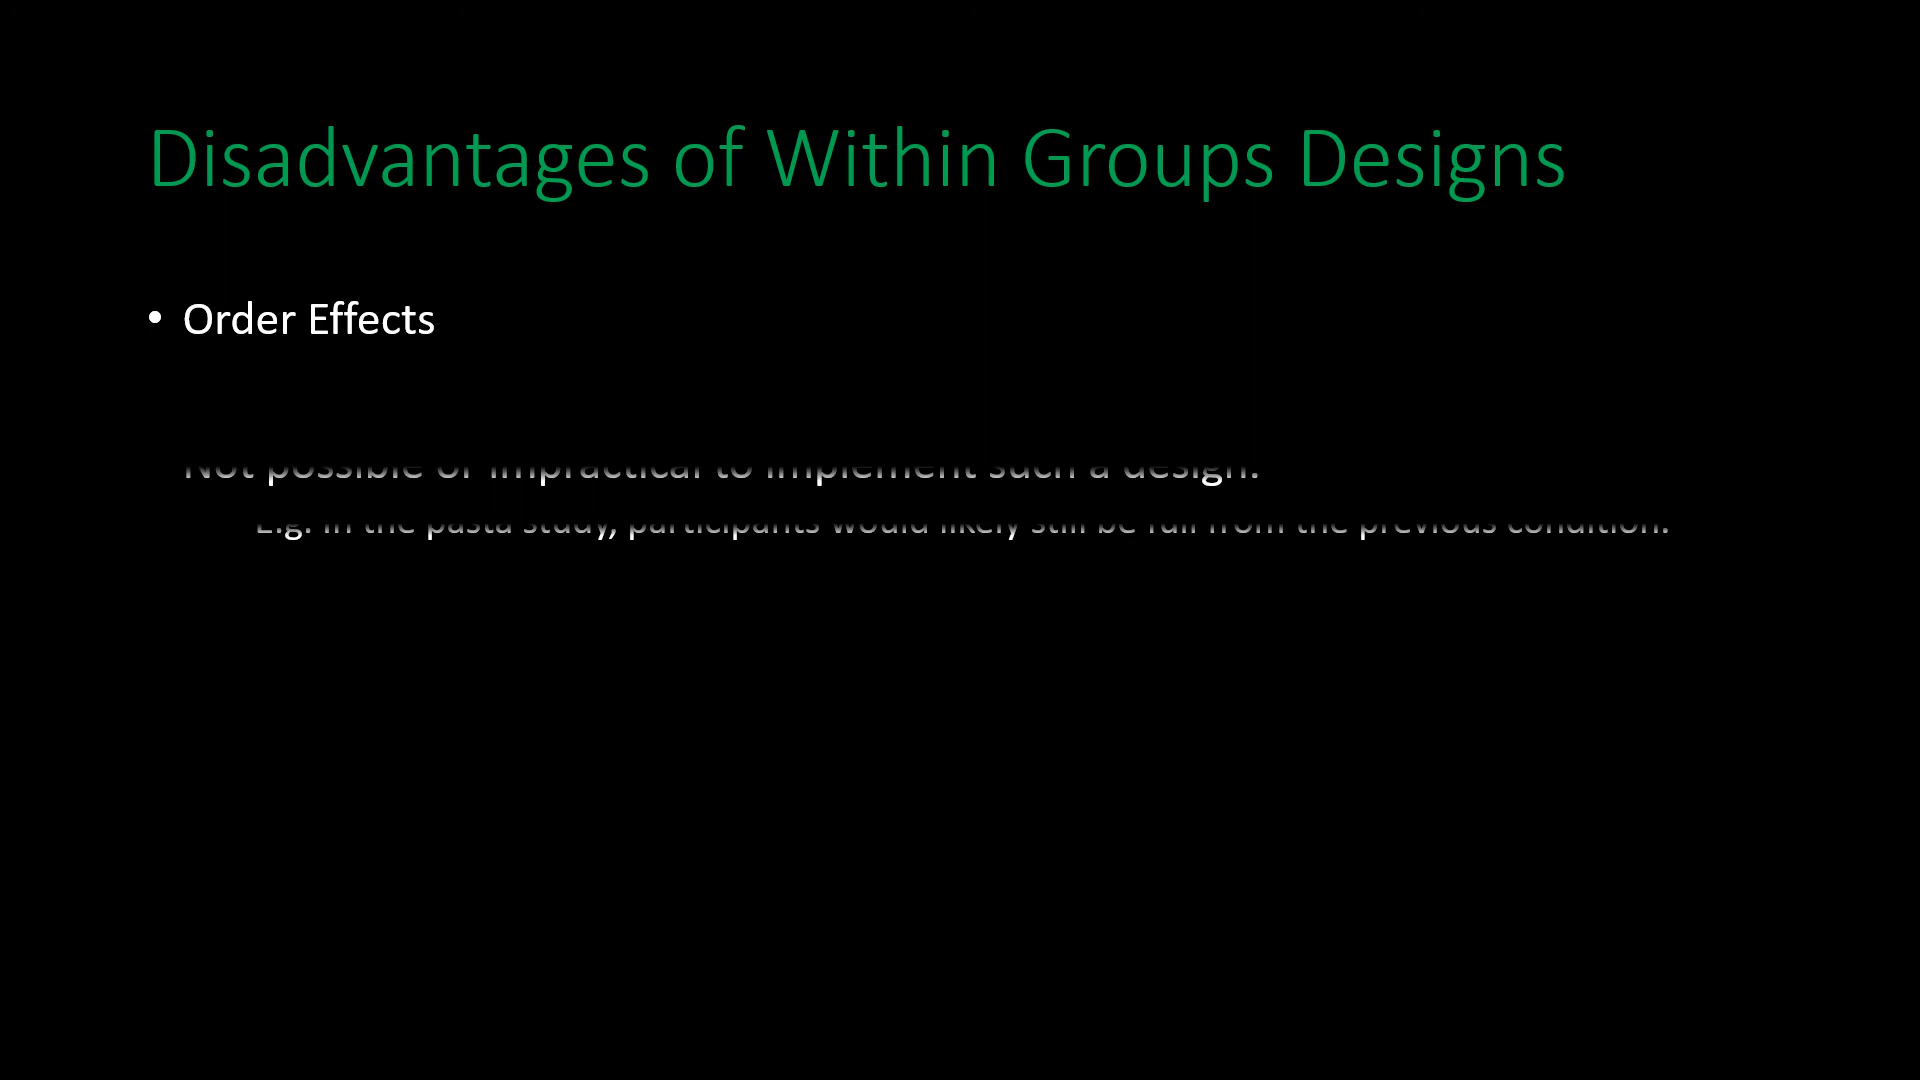 Disadvantages of Within Groups Designs
• Order Effects
Not possible or impractical to implement such a design.
E.g. in the pasta study, participants would likely still be full from the previous condition.